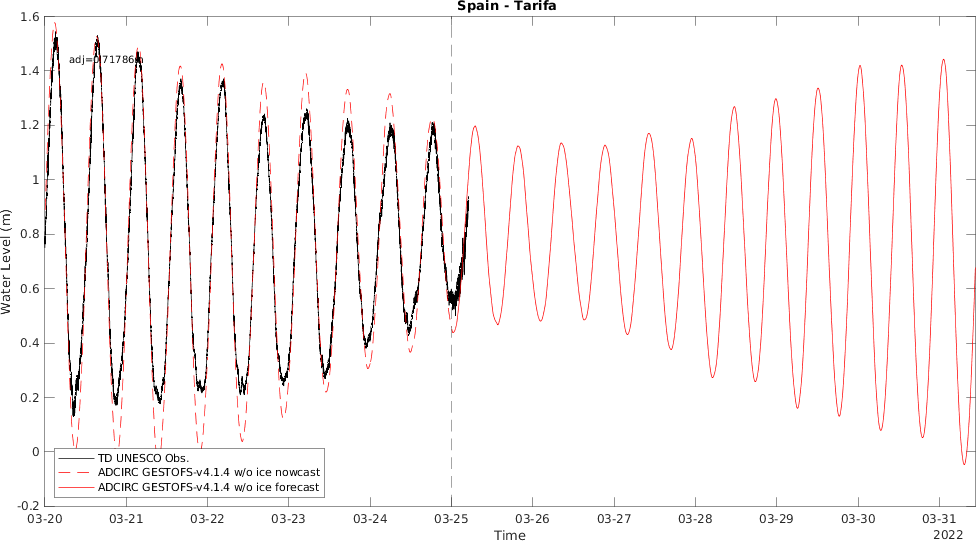 Spain - Tarifa
1.6
1.4
1.2
1
0.8
0.6
0.4
0.2
0
-0.2
Water Level (m)
adj=0.71786m
TD UNESCO Obs.
ADCIRC GESTOFS-v4.1.4 w/o ice nowcast
ADCIRC GESTOFS-v4.1.4 w/o ice forecast
03-20 03-21 03-22 03-23 03-24 03-25 03-26 03-27 03-28 03-29 03-30 03-31
Time
2022